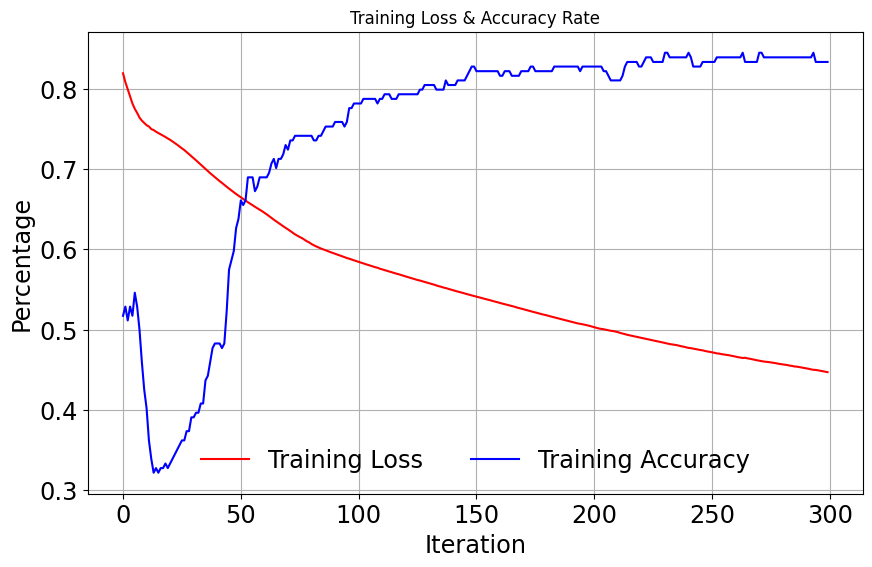 Training Loss & Accuracy Rate
Percentage
0.8
0.7
0.6
0.5
0.4
0.3
Training Loss
Training Accuracy
0 50 100 150 200 250 300
Iteration